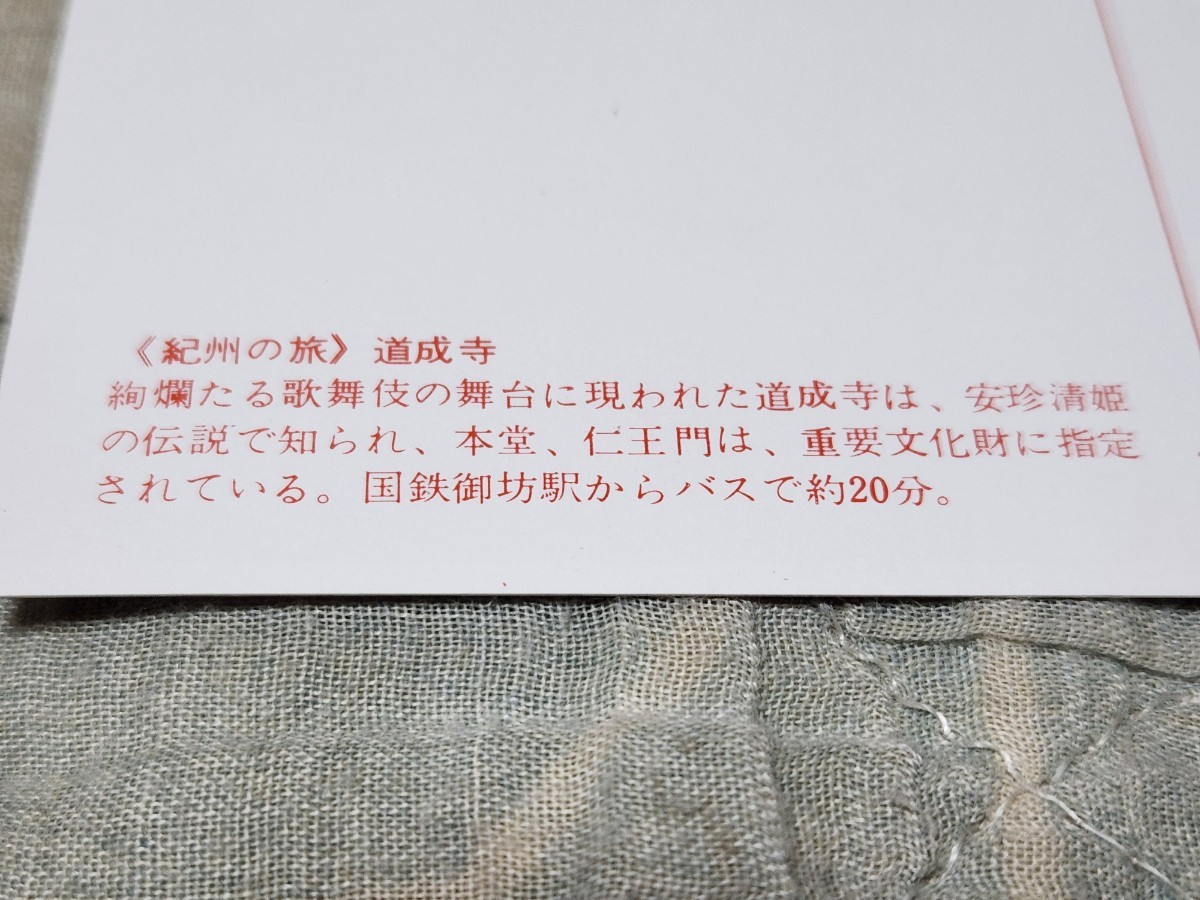 《紀州の旅》道成寺
絢爛たる歌舞伎の舞台に現われた道成寺は、安珍清姫
の伝説で知られ、本堂、仁王門は、重要文化財に指定
されている。国鉄御坊駅からバスで約20分。